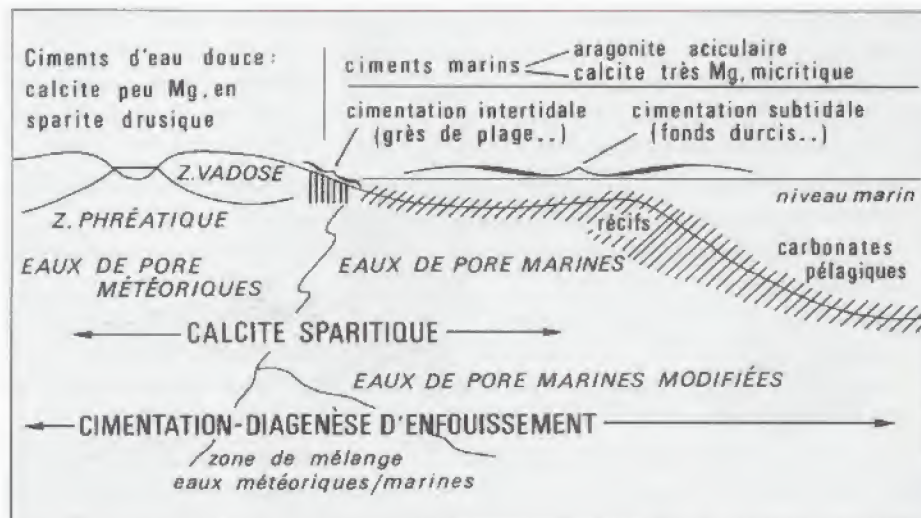 Ciments d'eau douce :
calcite peu Mg, en
sparite drusique
ciments marins
aragonite aciculaire
calcite très Mg, micritique
cimentation intertidale
(grès de plage..)
cimentation subtidale
(fonds durcis..)
Z. VADOSE
Z. PHRÉATIQUE
niveau marin
récifs
carbonates
pélagiques
EAUX DE PORE
MÉTÉORIQUES
EAUX DE PORE MARINES
CALCITE SPARITIQUE
EAUX DE PORE MARINES MODIFIÉES
CIMENTATION-DIAGENÈSE D'ENFOUISSEMENT
zone de mélange
eaux météoriques/marines